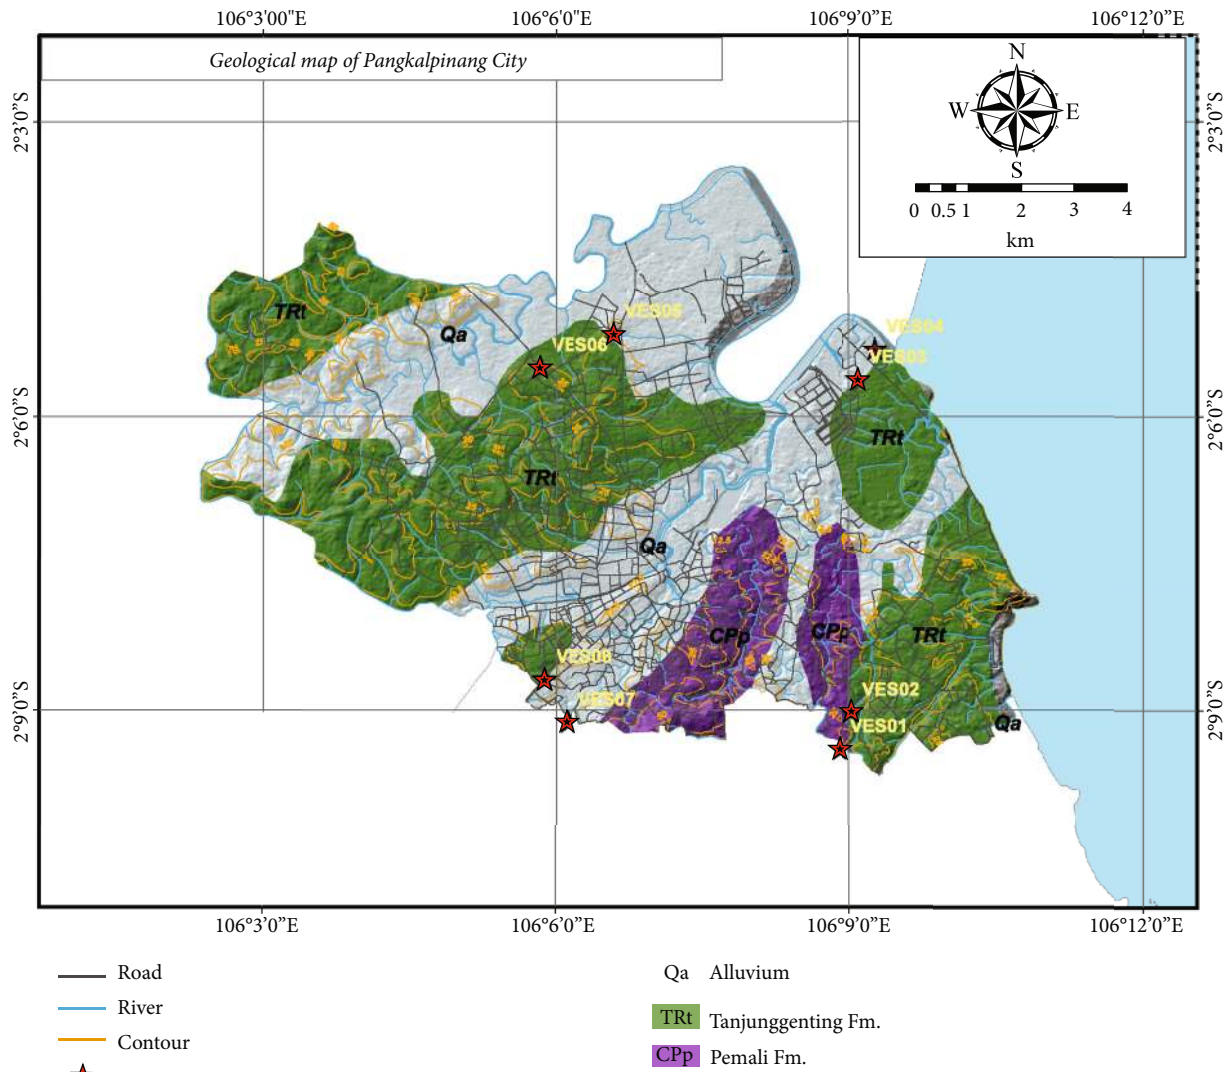 106°3'00"E 106°6'0"E 106°9'0"E 106°12'0"E
Geological map of Pangkalpinang City
N
W E
S
0 0.5 1 2 3 4
km
2°3'0"S 2°3'0"S
VES05
VES04
TRt
Qa
VES06
VES03
2°6'0"S 2°6'0"S
TRt
TRt
Qa
CPp
CPp
TRt
VES08
VES07
VES02
2°9'0"S 2°9'0"S
VES01
Qa
106°3'0"E 106°6'0"E 106°9'0"E 106°12'0"E
Road
River
Contour
Qa Alluvium
TRt Tanjunggenting Fm.
CPp Pemali Fm.